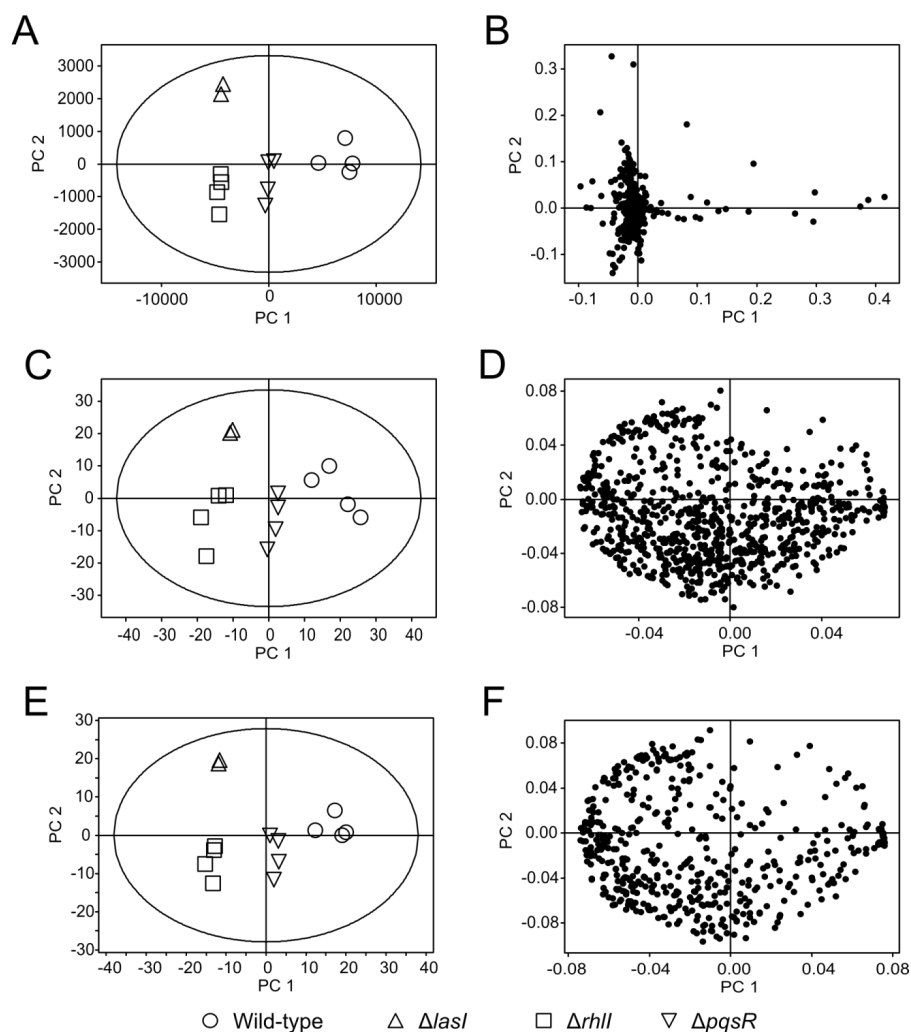 A
3000
2000
1000
0
-1000
-2000
-3000
PC 2
-10000 0 10000
PC 1
B
0.3
0.2
0.1
0.0
-0.1
PC 2
-0.1 0.0 0.1 0.2 0.3 0.4
PC 1
C
30
20
10
0
-10
-20
-30
PC 2
-40 -30 -20 -10 0 10 20 30 40
PC 1
D
0.08
0.04
0.00
-0.04
-0.08
PC 2
-0.04 0.00 0.04
PC 1
E
30
20
10
0
-10
-20
-30
PC 2
-40 -30 -20 -10 0 10 20 30 40
PC 1
F
0.08
0.04
0.00
-0.04
-0.08
PC 2
-0.08 -0.04 0.00 0.04 0.08
PC 1
Wild-type ΔlasI ΔrhlI ΔpqsR